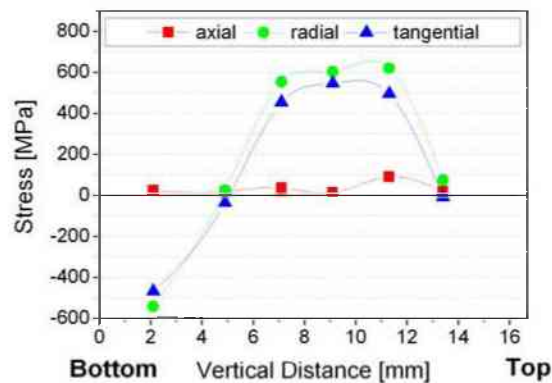 800
axial radial tangential
600
400
200
0
-200
-400
-600
Stress [MPa]
0 2 4 6 8 10 12 14 16
Bottom Vertical Distance [mm] Top